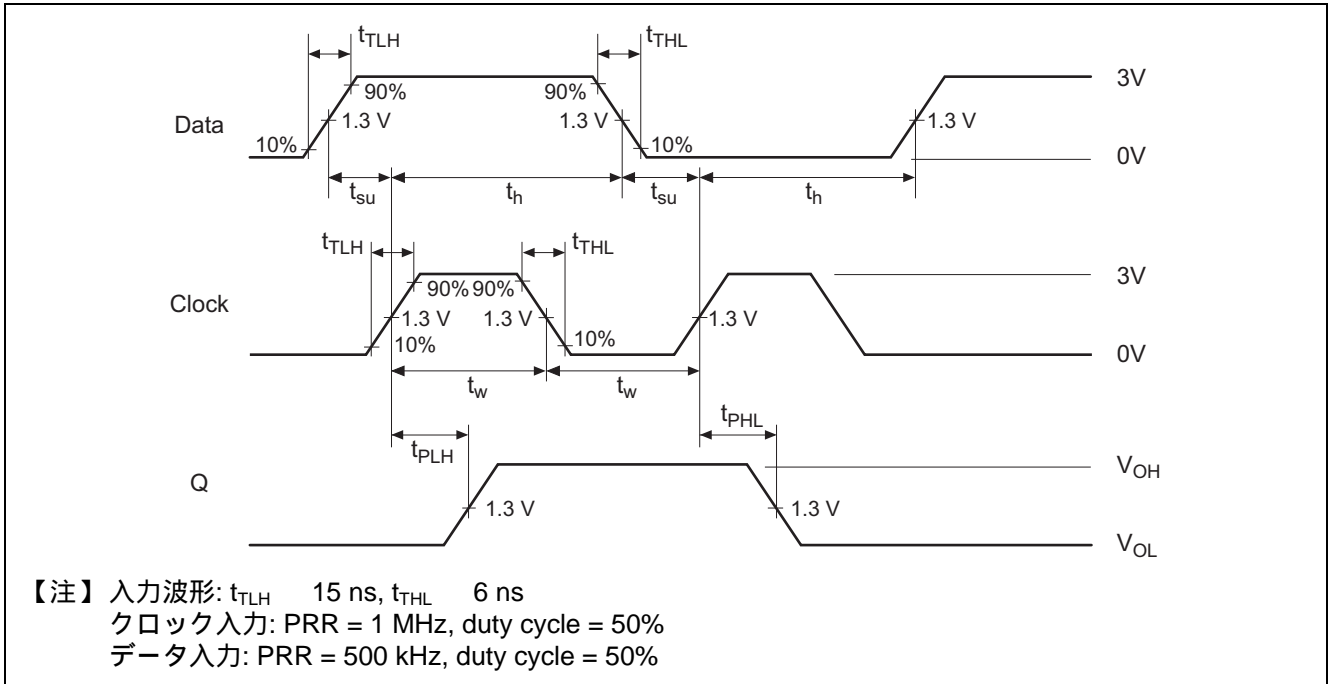 tTLH tTHL
3V
90% 90%
Data 1.3 V 1.3 V 1.3 V
10% 10%
0V
tsu th tsu th
tTLH tTHL
3V
90% 90%
Clock 1.3 V 1.3 V 1.3 V
10% 10%
0V
tw tw
tPHL
tPLH
VOH
Q
1.3 V 1.3 V
VOL
【注】入力波形: tTLH 15 ns, tTHL 6 ns
クロック入力: PRR = 1 MHz, duty cycle = 50%
データ入力: PRR = 500 kHz, duty cycle = 50%